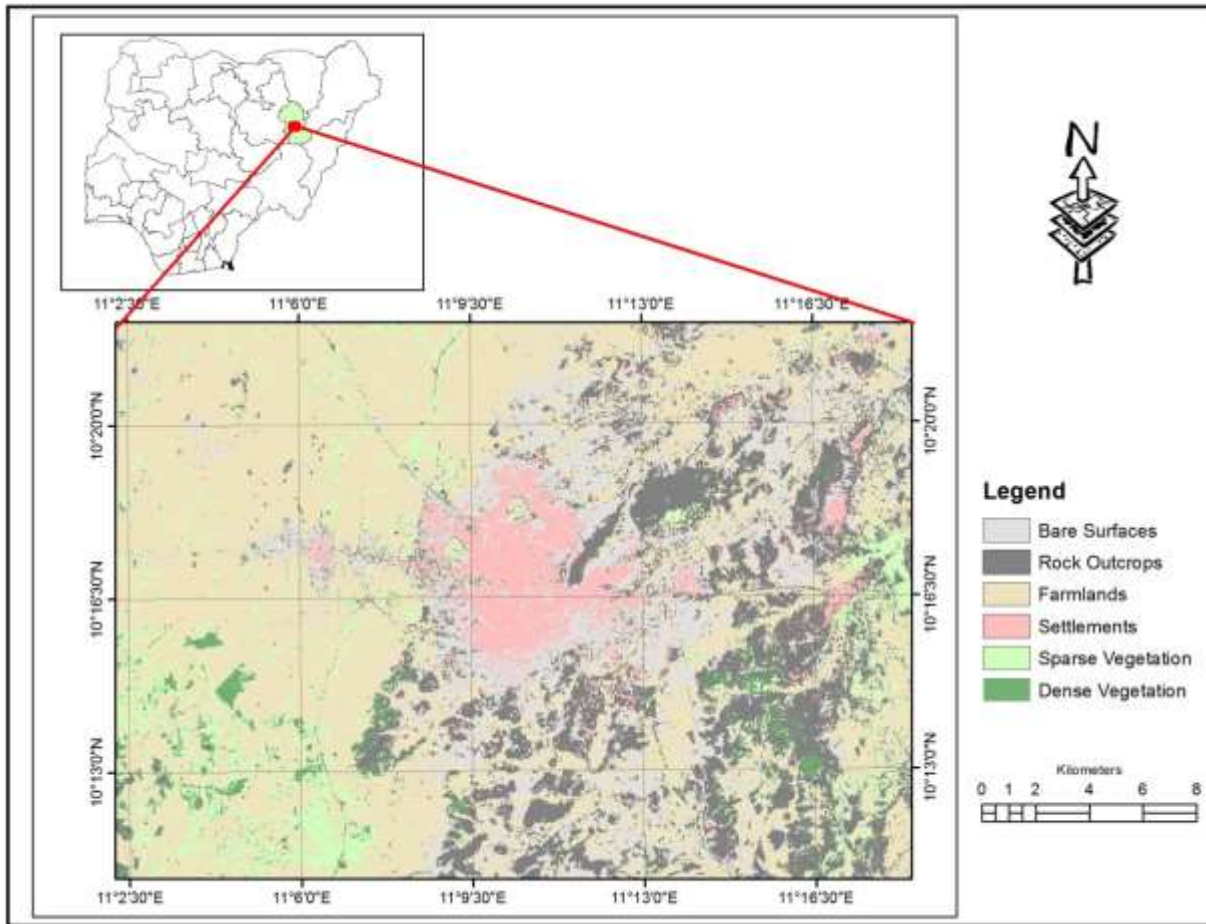 N
11°2'30"E 11°6'0"E 11°9'30"E 11°13'0"E 11°16'30"E
10°20'0"N 10°20'0"N
10°16'30"N 10°16'30"N
10°13'0"N 10°13'0"N
11°2'30"E 11°6'0"E 11°9'30"E 11°13'0"E 11°16'30"E
Legend
Bare Surfaces
Rock Outcrops
Farmlands
Settlements
Sparse Vegetation
Dense Vegetation
Kilometers
0 1 2 4 6 8